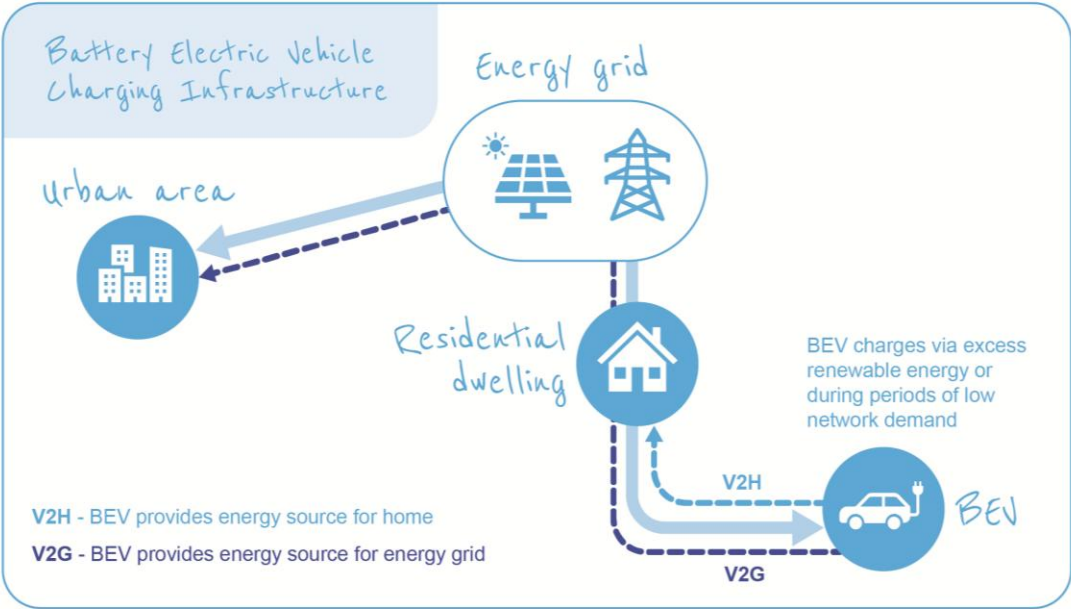 Battery Electric Vehicle
Charging Infrastructure
Energy grid
Urban area
Residential
dwelling
BEV charges via excess
renewable energy or
during periods of low
network demand
V2H
BEV
V2G
V2H - BEV provides energy source for home
V2G - BEV provides energy source for energy grid